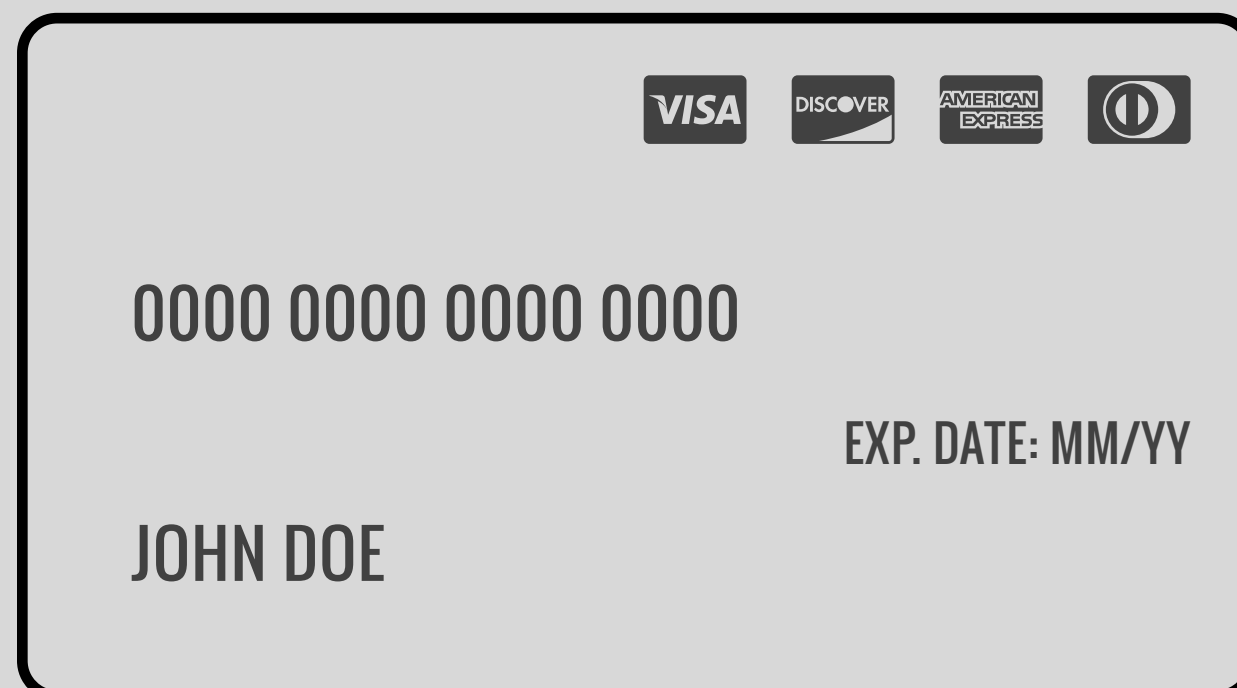 VISA DISCOVER AMERICAN EXPRESS
0000 0000 0000 0000
EXP. DATE: MM/YY
JOHN DOE